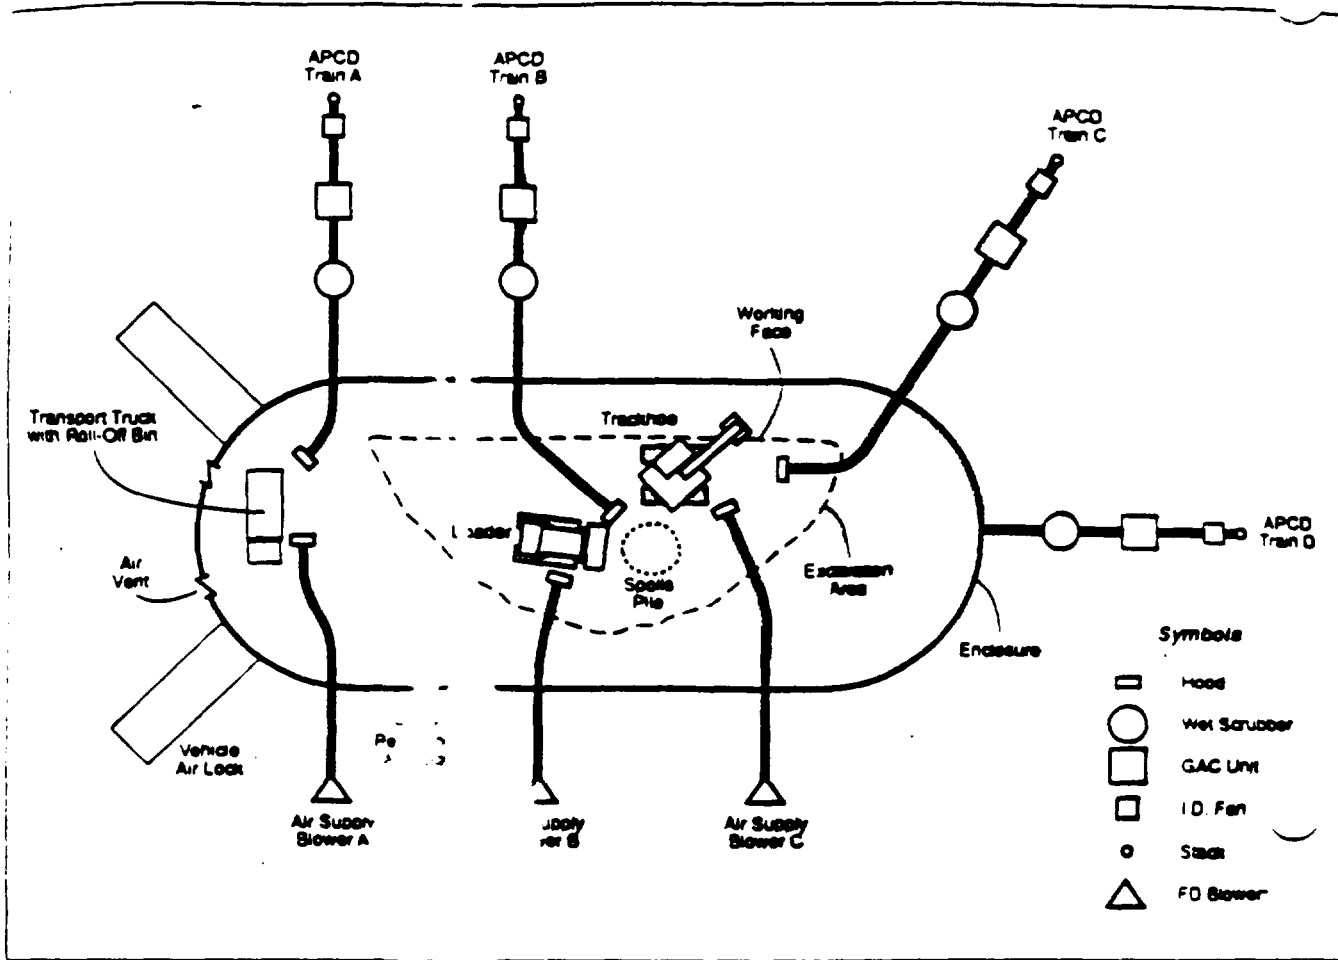 APCD
Train A
APCD
Train B
APCD
Train C
Working
Face
Transport Truck
with Roll-Off Bin
Trackhoe
Air
Vent
Spoils
Pile
Excavation
Area
APCD
Train D
Enclosure
Vehicle
Air Lock
Air Supply
Blower A
B
Air Supply
Blower C
Symbols
Hood
Wet Scrubber
GAC Unit
I.D. Fan
Stack
FD Blower